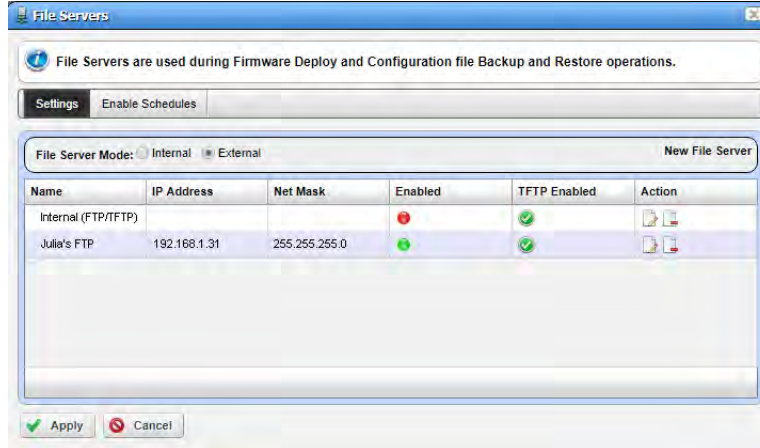 File Servers
File Servers are used during Firmware Deploy and Configuration file Backup and Restore operations.
Settings Enable Schedules
File Server Mode: Internal External New File Server
Name IP Address Net Mask Enabled TFTP Enabled Action
Internal (FTP/TFTP)
Julia's FTP 192.168.1.31 255.255.255.0
Apply Cancel